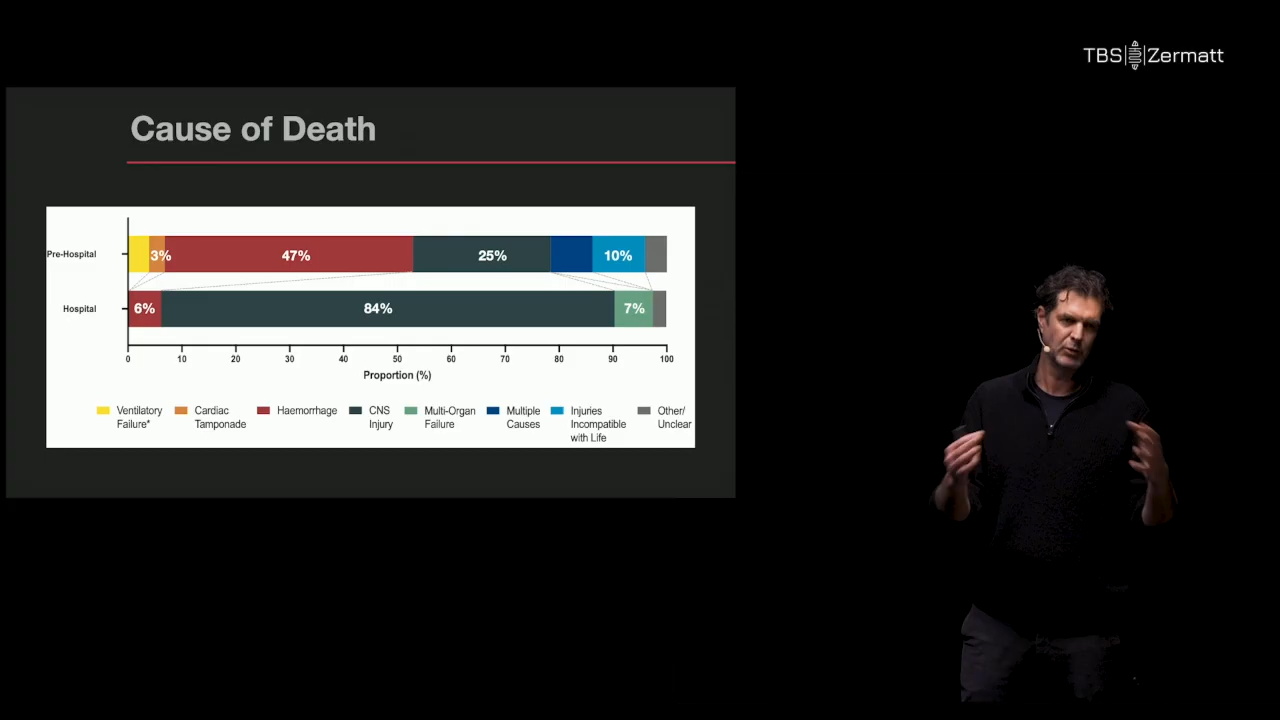 TBS Zermatt
Cause of Death
Pre-Hospital
3%
47%
25%
10%
Hospital
6%
84%
7%
0 10 20 30 40 50 60 70 80 90 100
Proportion (%)
Ventilatory
Failure*
Cardiac
Tamponade
Haemorrhage
CNS
Injury
Multi-Organ
Failure
Multiple
Causes
Injuries
Incompatible
with Life
Other/
Unclear